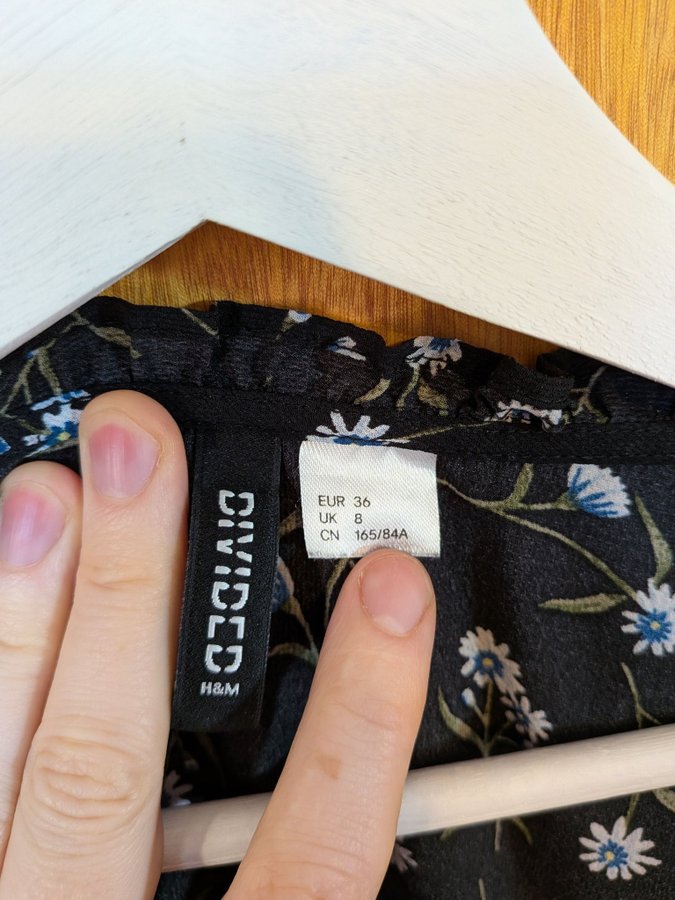 DIVIDED
H&M
EUR 36
UK 8
CN 165/84A